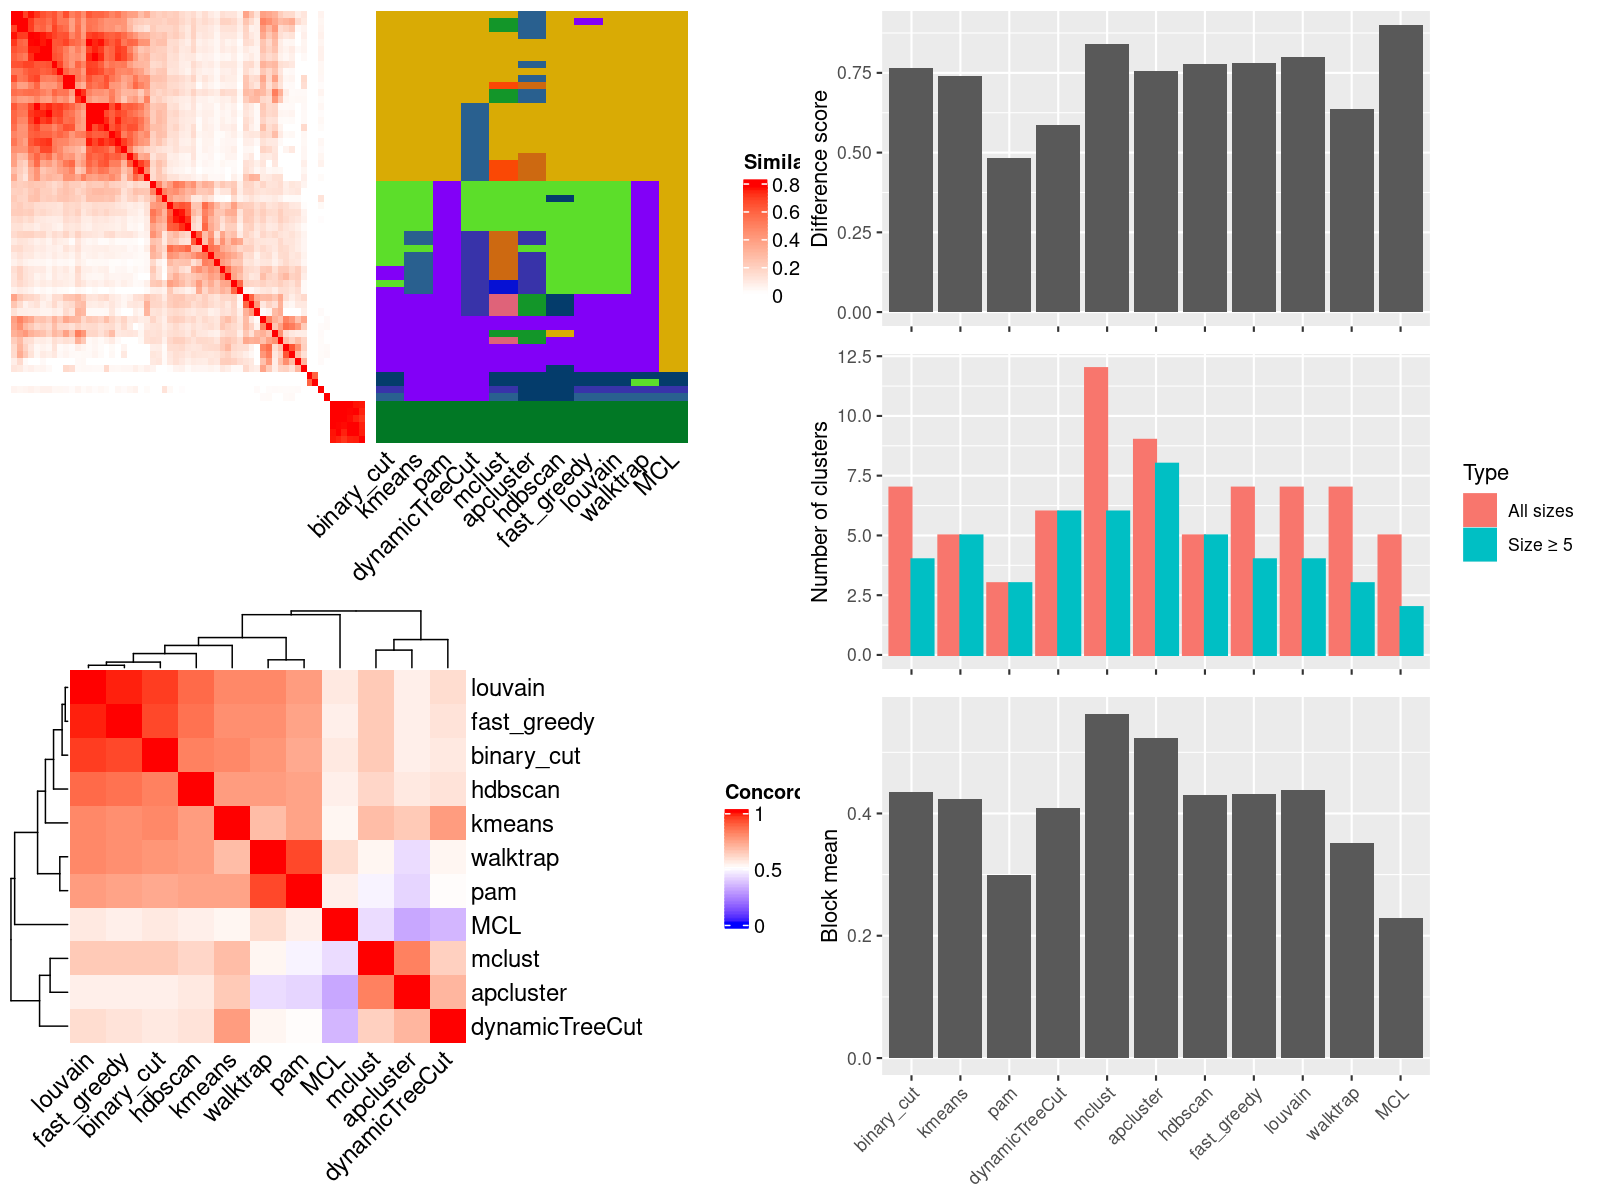 Simila
0.8
0.6
0.4
0.2
0
binary_cut
kmeans
pam
dynamicTreeCut
mclust
apcluster
hdbscan
fast_greedy
louvain
walktrap
MCL
louvain
fast_greedy
binary_cut
hdbscan
kmeans
walktrap
pam
MCL
mclust
apcluster
dynamicTreeCut
louvain
fast_greedy
binary_cut
hdbscan
kmeans
walktrap
pam
MCL
mclust
apcluster
dynamicTreeCut
Concord
1
0.5
0
Difference score
0.75
0.50
0.25
0.00
Number of clusters
12.5
10.0
7.5
5.0
2.5
0.0
Type
All sizes
Size ≥ 5
Block mean
0.4
0.2
0.0
binary_cut
kmeans
pam
dynamicTreeCut
mclust
apcluster
hdbscan
fast_greedy
louvain
walktrap
MCL